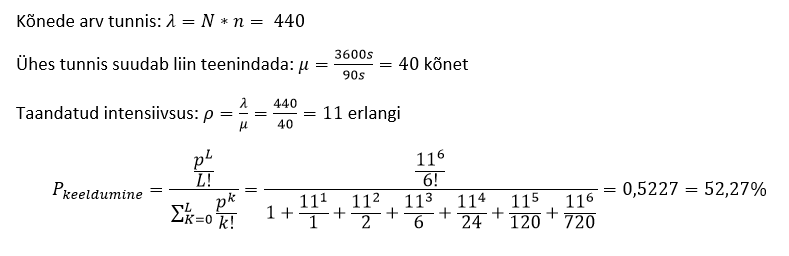 Kõnede arv tunnis: λ = N * n = 440
Ühes tunnis suudab liin teenindada: μ = 3600s/90s = 40 kõnet
Taandatud intensiivsus: ρ = λ/μ = 440/40 = 11 erlangi
P_keeldumine = (p^L/L!)/(∑_{K=0}^{L} p^k/k!) = (11^6/6!)/(1 + 11^1/1 + 11^2/2 + 11^3/6 + 11^4/24 + 11^5/120 + 11^6/720) = 0,5227 = 52,27%